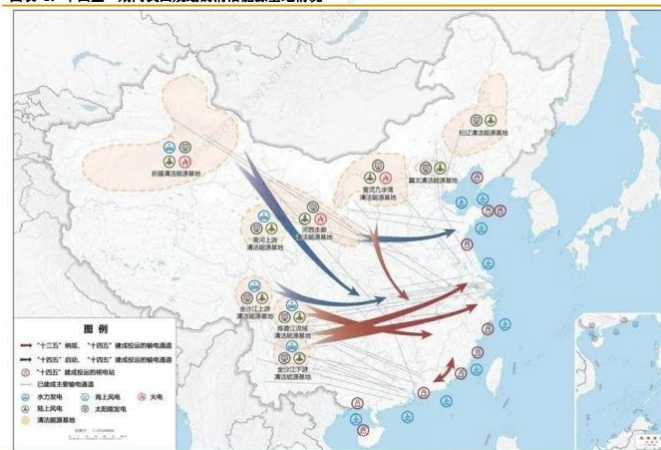 松辽清洁能源基地
冀北清洁能源基地
黄河几字湾
清洁能源基地
新疆清洁能源基地
河西走廊
清洁能源基地
黄河上游
清洁能源基地
金沙江上游
清洁能源基地
雅砻江流域
清洁能源基地
金沙江下游
清洁能源基地
图 例
“十三五”结转、“十四五”建成投运的输电通道
“十四五”启动、“十四五”建成投运的输电通道
“十四五”建成投运的核电站
已建成主要输电通道
水力发电
海上风电
火电
陆上风电
太阳能发电
清洁能源基地